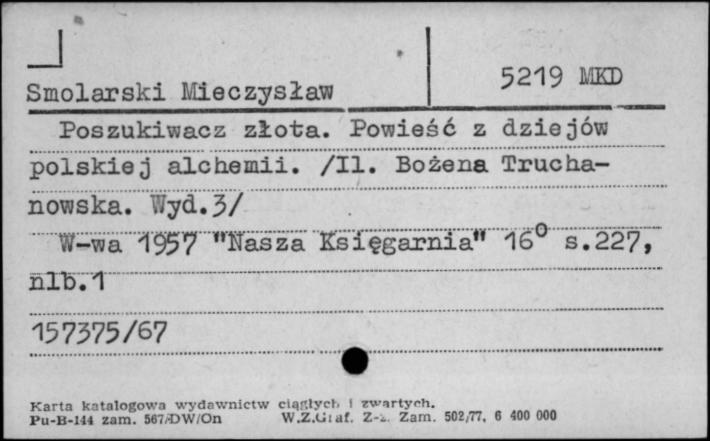 5219 MKD
Smolarski Mieczysław
Poszukiwacz złota. Powieść z dziejów
polskiej alchemii. /Il. Bożena Trucha-
nowska. Wyd.3/
W-wa 1957 "Nasza Księgarnia" 16⁰ s.227,
nlb.1
157375/67
Karta katalogowa wydawnictw ciągłych i zwartych.
Pu-B-144 zam. 567/DW/On W.Z.Graf. Z-z. Zam. 502/77, 6 400 000